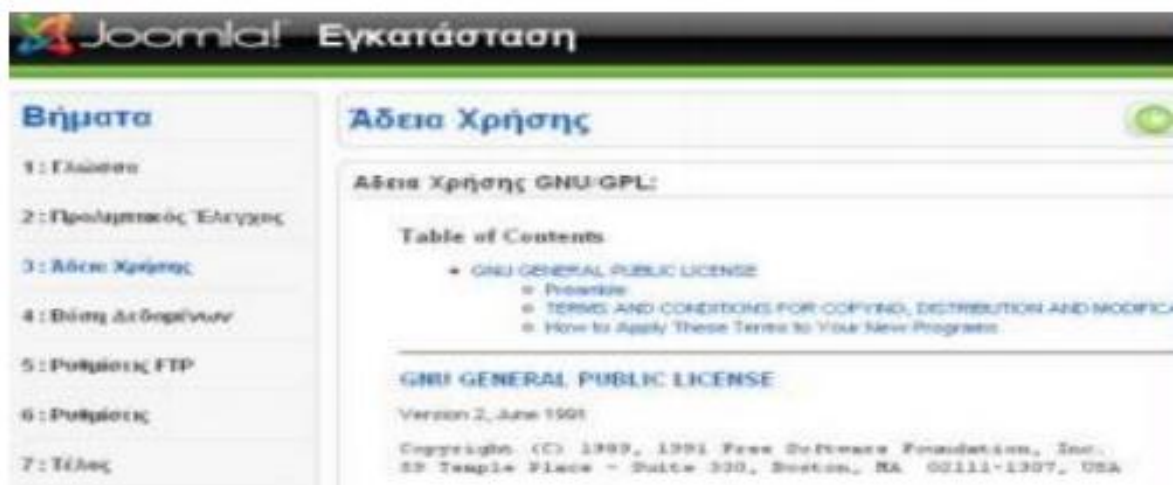 Joomla! Εγκατάσταση
Βήματα
1 : Γλώσσα
2 : Προληπτικός Έλεγχος
3 : Άδεια Χρήσης
4 : Βάση Δεδομένων
5 : Ρυθμίσεις FTP
6 : Ρυθμίσεις
7 : Τέλος
Άδεια Χρήσης
Αδεια Χρήσης GNU/GPL:
Table of Contents
GNU GENERAL PUBLIC LICENSE
Preamble
TERMS AND CONDITIONS FOR COPYING, DISTRIBUTION AND MODIFICA
How to Apply These Terms to Your New Programs
GNU GENERAL PUBLIC LICENSE
Version 2, June 1991
Copyright (C) 1989, 1991 Free Software Foundation, Inc.
59 Temple Place - Suite 330, Boston, MA 02111-1307, USA